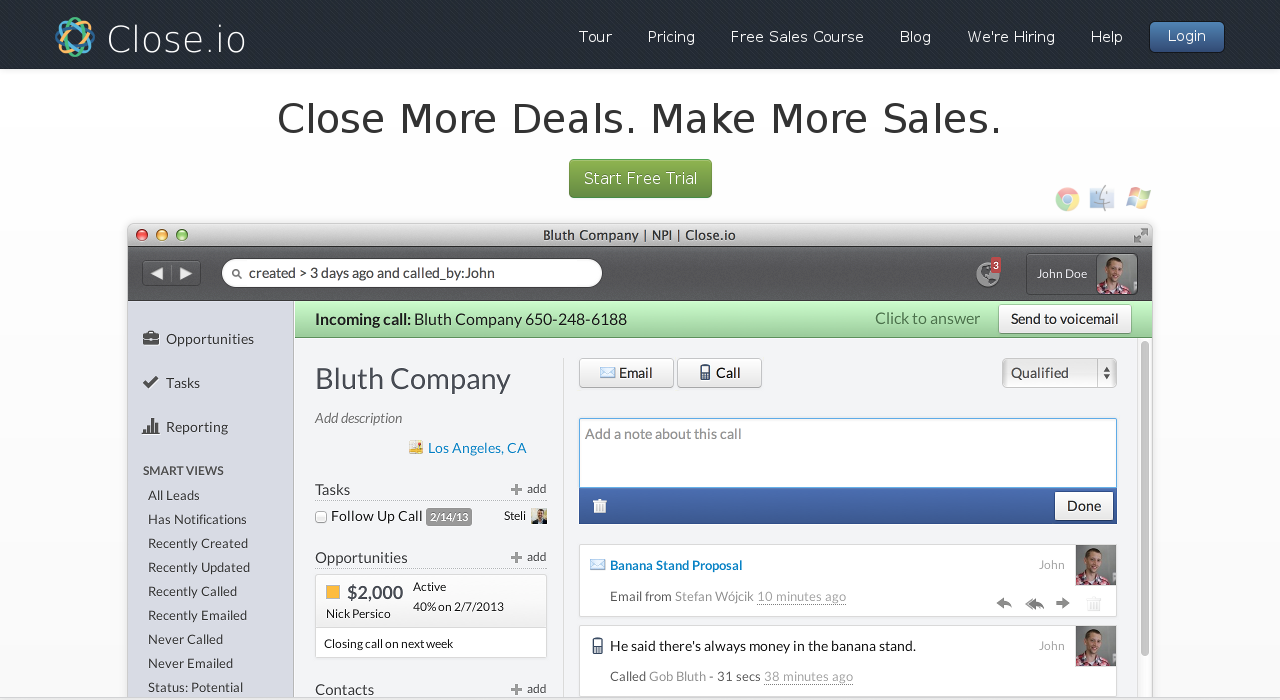 Close.io
Tour Pricing Free Sales Course Blog We're Hiring Help Login
Close More Deals. Make More Sales.
Start Free Trial
Bluth Company | NPI | Close.io
created > 3 days ago and called_by:John
3
John Doe
Incoming call: Bluth Company 650-248-6188
Click to answer
Send to voicemail
Opportunities
Tasks
Reporting
SMART VIEWS
All Leads
Has Notifications
Recently Created
Recently Updated
Recently Called
Recently Emailed
Never Called
Never Emailed
Status: Potential
Bluth Company
Add description
Los Angeles, CA
Tasks add
Follow Up Call 2/14/13 Steli
Opportunities add
$2,000 Active
Nick Persico 40% on 2/7/2013
Closing call on next week
Contacts add
Email Call Qualified
Add a note about this call
Done
Banana Stand Proposal John
Email from Stefan Wójcik 10 minutes ago
He said there's always money in the banana stand. John
Called Gob Bluth - 31 secs 38 minutes ago